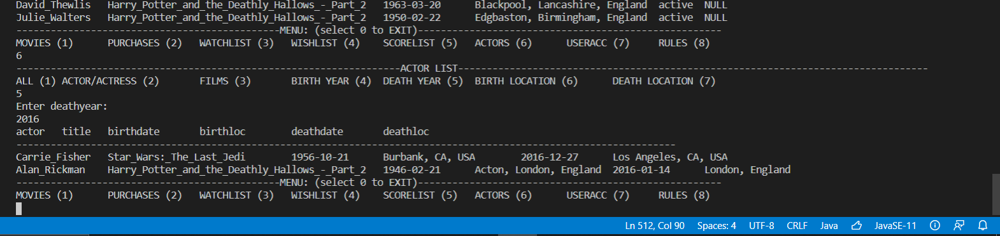 David_Thewlis   Harry_Potter_and_the_Deathly_Hallows_-_Part_2   1963-03-20      Blackpool, Lancashire, England  active  NULL
Julie_Walters   Harry_Potter_and_the_Deathly_Hallows_-_Part_2   1950-02-22      Edgbaston, Birmingham, England  active  NULL
----------------------------------------------MENU: (select 0 to EXIT)-----------------------------------------------------
MOVIES (1)      PURCHASES (2)   WATCHLIST (3)   WISHLIST (4)    SCORELIST (5)   ACTORS (6)      USERACC (7)     RULES (8)
6
-------------------------------------------------------------------ACTOR LIST----------------------------------------------------------------------------------
ALL (1) ACTOR/ACTRESS (2)       FILMS (3)       BIRTH YEAR (4)  DEATH YEAR (5)  BIRTH LOCATION (6)      DEATH LOCATION (7)
5
Enter deathyear:
2016
actor   title   birthdate       birthloc        deathdate       deathloc
-------------------------------------------------------------------------------------------------------------------
Carrie_Fisher   Star_Wars:_The_Last_Jedi        1956-10-21      Burbank, CA, USA        2016-12-27      Los Angeles, CA, USA
Alan_Rickman    Harry_Potter_and_the_Deathly_Hallows_-_Part_2   1946-02-21      Acton, London, England  2016-01-14      London, England
----------------------------------------------MENU: (select 0 to EXIT)-----------------------------------------------------
MOVIES (1)      PURCHASES (2)   WATCHLIST (3)   WISHLIST (4)    SCORELIST (5)   ACTORS (6)      USERACC (7)     RULES (8)
Ln 512, Col 90 Spaces: 4 UTF-8 CRLF Java JavaSE-11